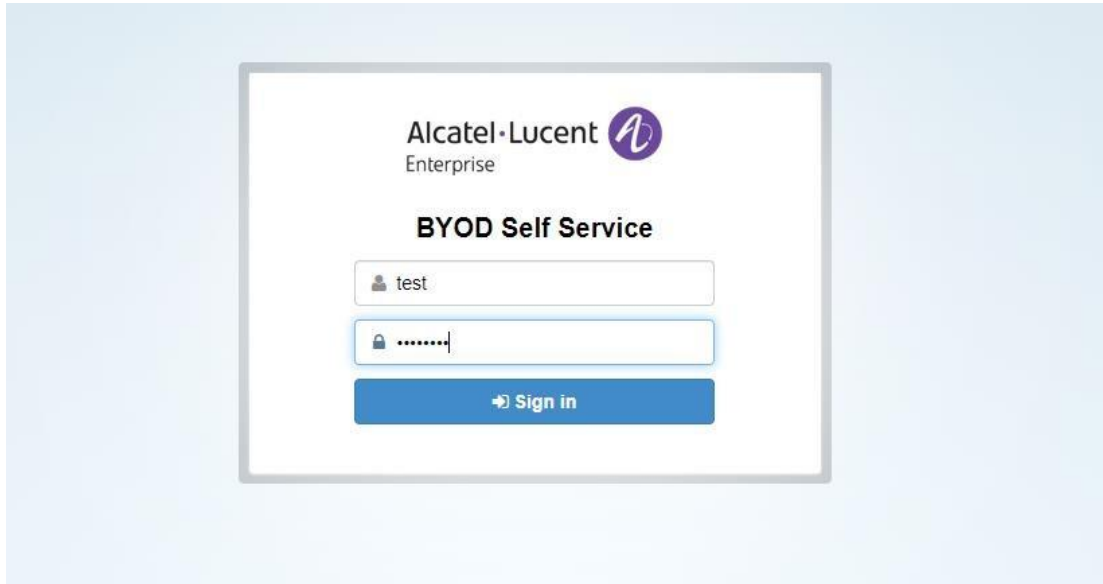 Alcatel·Lucent
Enterprise
BYOD Self Service
test
••••••••
Sign in